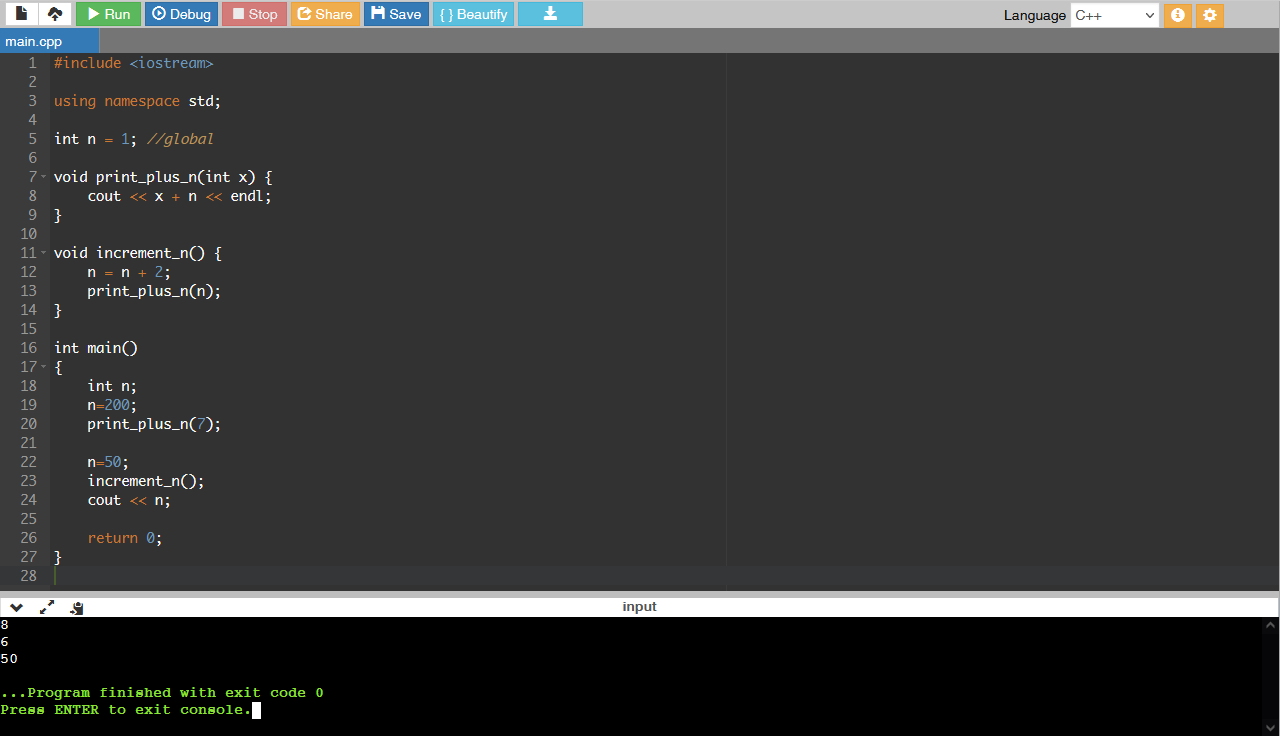 Run Debug Stop Share Save { } Beautify Language C++
main.cpp
1 #include <iostream>
2
3 using namespace std;
4
5 int n = 1; //global
6
7 void print_plus_n(int x) {
8     cout << x + n << endl;
9 }
10
11 void increment_n() {
12     n = n + 2;
13     print_plus_n(n);
14 }
15
16 int main()
17 {
18     int n;
19     n=200;
20     print_plus_n(7);
21
22     n=50;
23     increment_n();
24     cout << n;
25
26     return 0;
27 }
28
input
8
6
50
...Program finished with exit code 0
Press ENTER to exit console.